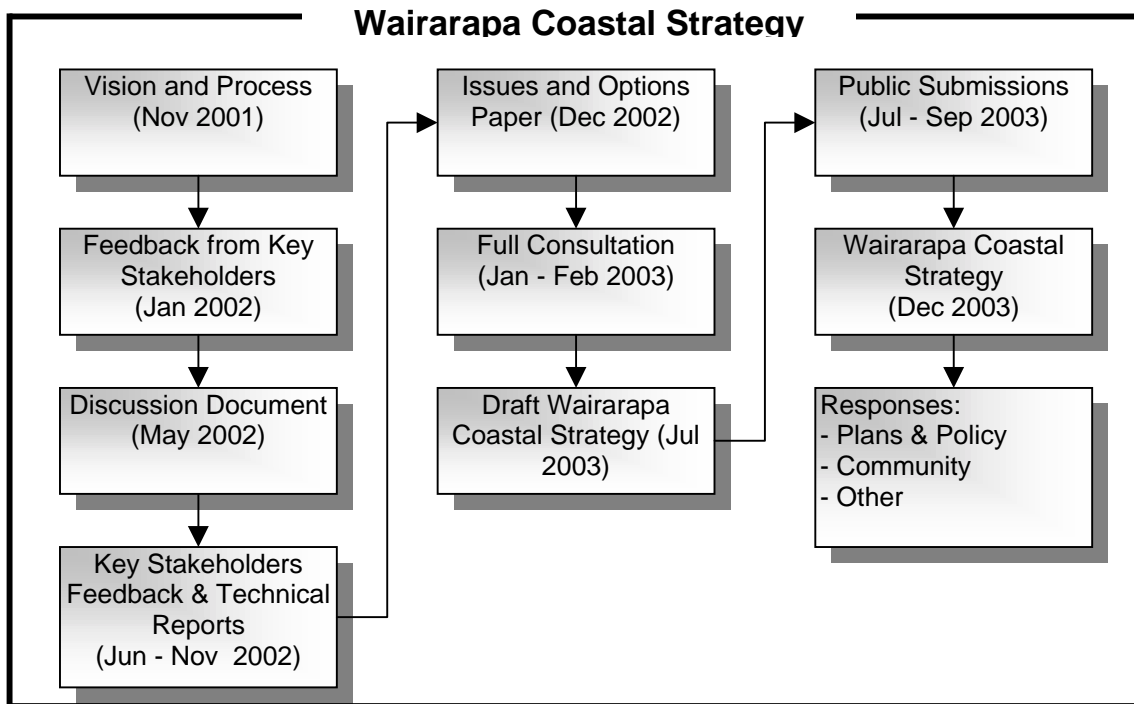 Wairarapa Coastal Strategy
Vision and Process
(Nov 2001)
Feedback from Key
Stakeholders
(Jan 2002)
Discussion Document
(May 2002)
Key Stakeholders
Feedback & Technical
Reports
(Jun - Nov 2002)
Issues and Options
Paper (Dec 2002)
Full Consultation
(Jan - Feb 2003)
Draft Wairarapa
Coastal Strategy (Jul
2003)
Public Submissions
(Jul - Sep 2003)
Wairarapa Coastal
Strategy
(Dec 2003)
Responses:
- Plans & Policy
- Community
- Other